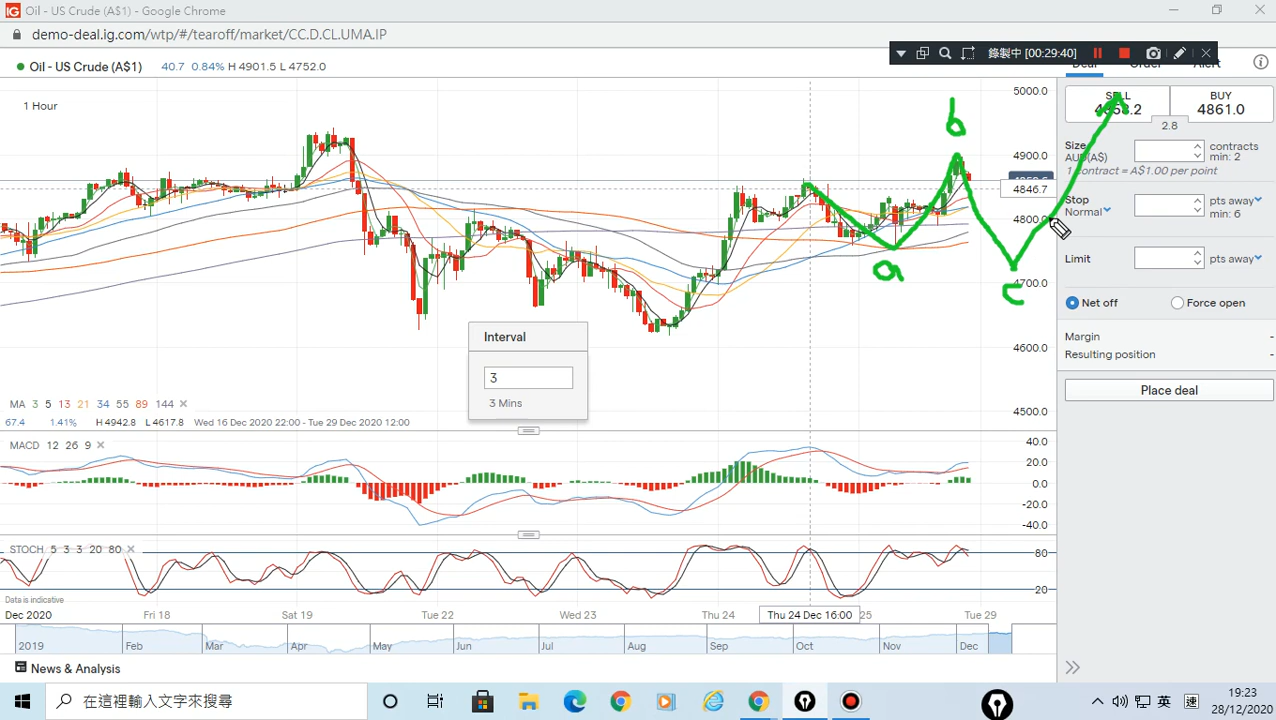 Oil - US Crude (A$1) - Google Chrome
demo-deal.ig.com/wtp/#/tearoff/market/CC.D.CL.UMA.IP
錄製中 [00:29:40]
Oil - US Crude (A$1) 40.7 0.84% H 4901.5 L 4752.0
Deal Order Alert
1 Hour
5000.0
4900.0
4846.7
4800.0
4700.0
4600.0
4500.0
b
a
c
SELL
BUY
4861.0
2.8
Size
AUD(A$)
contracts
min: 2
1 contract = A$1.00 per point
Stop
Normal
pts away
min: 6
Limit
pts away
Net off
Force open
Margin -
Resulting position -
Place deal
Interval
3
3 Mins
MA 3 5 13 21 34 55 89 144
67.4 1.41% H 4942.8 L 4617.8 Wed 16 Dec 2020 22:00 - Tue 29 Dec 2020 12:00
MACD 12 26 9
40.0
20.0
0.0
-20.0
-40.0
STOCH 5 3 3 20 80
80
20
Data is indicative
Dec 2020 Fri 18 Sat 19 Tue 22 Wed 23 Thu 24 Thu 24 Dec 16:00 25 Tue 29
2019 Feb Mar Apr May Jun Jul Aug Sep Oct Nov Dec
News & Analysis
在這裡輸入文字來搜尋
英
19:23
28/12/2020